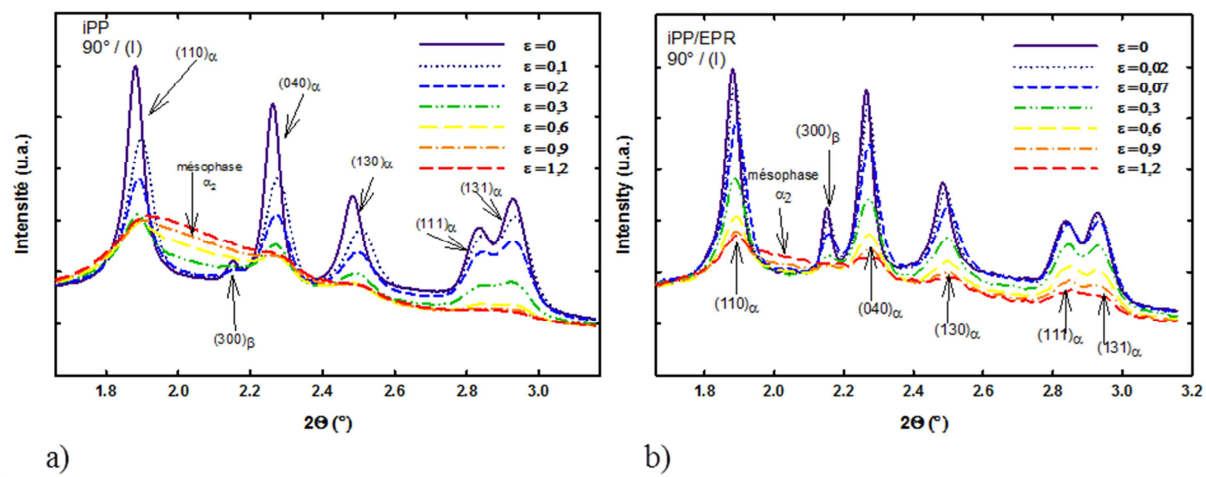 iPP
90° / (I)
(110)α
(040)α
mésophase
α2
(130)α
(131)α
(111)α
(300)β
ε=0
ε=0,1
ε=0,2
ε=0,3
ε=0,6
ε=0,9
ε=1,2
Intensité (u.a.)
1.8 2.0 2.2 2.4 2.6 2.8 3.0
2Θ (°)
a)
iPP/EPR
90° / (I)
(300)β
mésophase
α2
(110)α
(040)α
(130)α
(111)α
(131)α
ε=0
ε=0,02
ε=0,07
ε=0,3
ε=0,6
ε=0,9
ε=1,2
Intensity (u.a.)
1.8 2.0 2.2 2.4 2.6 2.8 3.0 3.2
2Θ (°)
b)